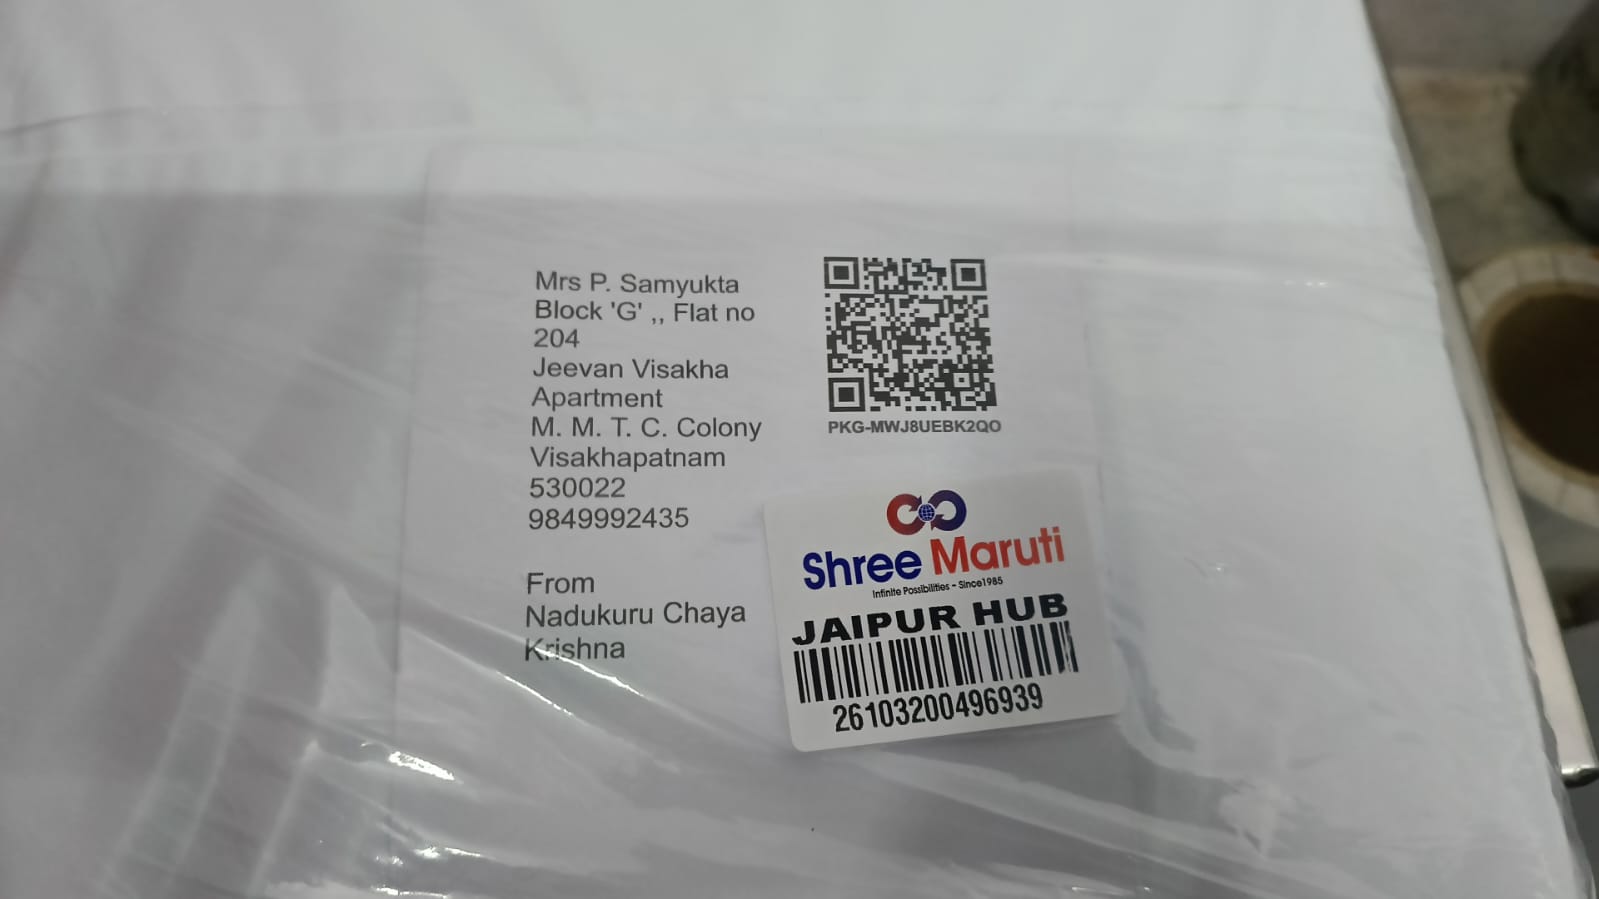 Mrs P. Samyukta
Block 'G' ,, Flat no
204
Jeevan Visakha
Apartment
M. M. T. C. Colony
Visakhapatnam
530022
9849992435
From
Nadukuru Chaya
Krishna
PKG-MWJ8UEBK2QO
Shree Maruti
Infinite Possibilities - Since1985
JAIPUR HUB
26103200496939